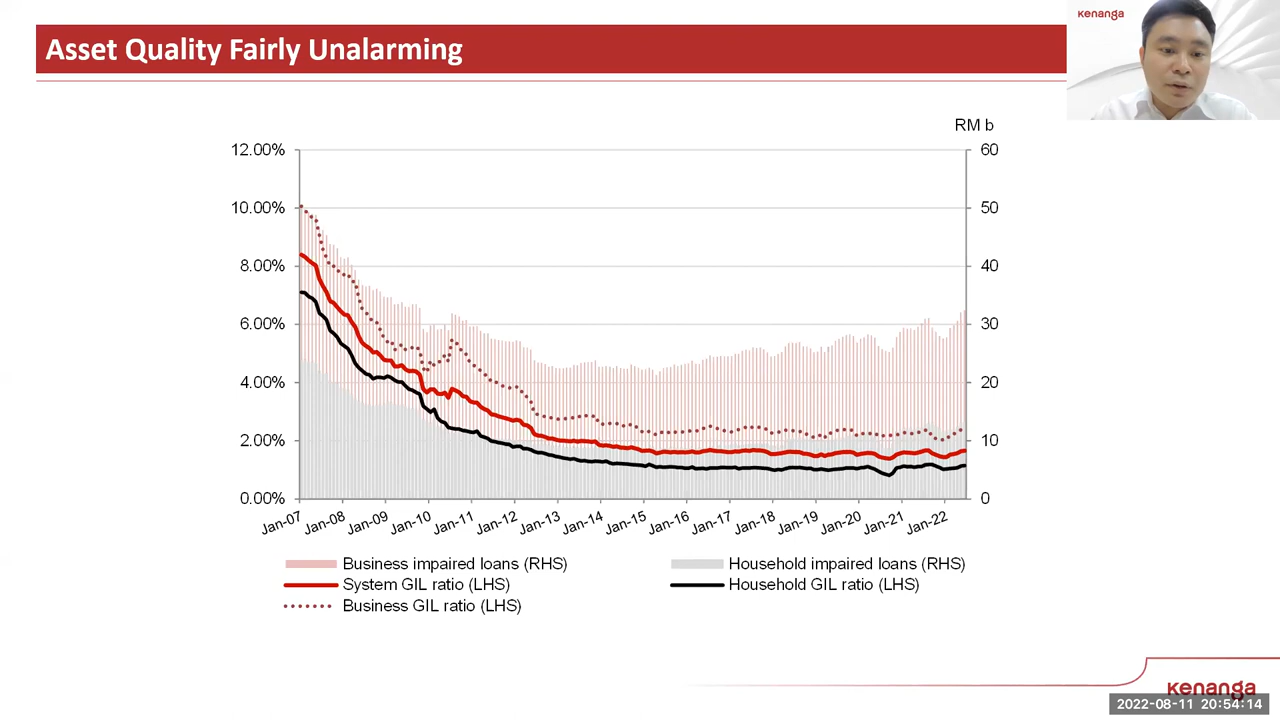 Asset Quality Fairly Unalarming
kenanga
RM b
12.00%
10.00%
8.00%
6.00%
4.00%
2.00%
0.00%
60
50
40
30
20
10
0
Jan-07
Jan-08
Jan-09
Jan-10
Jan-11
Jan-12
Jan-13
Jan-14
Jan-15
Jan-16
Jan-17
Jan-18
Jan-19
Jan-20
Jan-21
Jan-22
Business impaired loans (RHS)
Household impaired loans (RHS)
System GIL ratio (LHS)
Household GIL ratio (LHS)
Business GIL ratio (LHS)
kenanga
2022-08-11 20:54:14